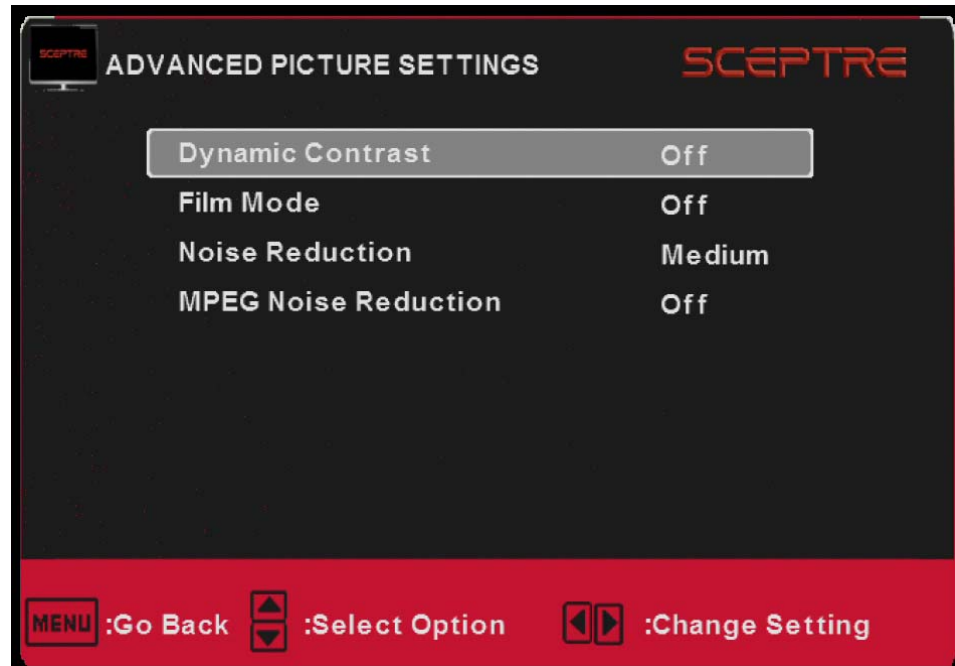 SCEPTRE
ADVANCED PICTURE SETTINGS
SCEPTRE
Dynamic Contrast Off
Film Mode Off
Noise Reduction Medium
MPEG Noise Reduction Off
MENU :Go Back :Select Option :Change Setting